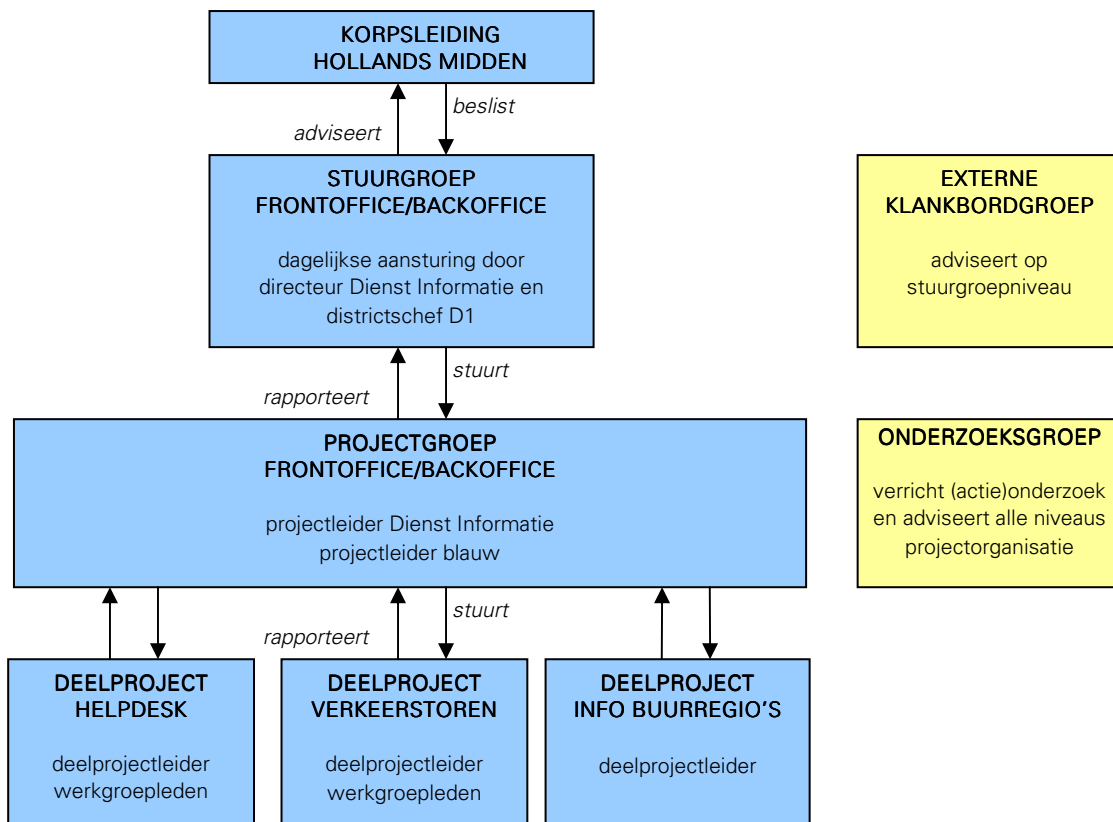 KORPSLEIDING
HOLLANDS MIDDEN
beslist
adviseert
STUURGROEP
FRONTOFFICE/BACKOFFICE
dagelijkse aansturing door
directeur Dienst Informatie en
districtschef D1
EXTERNE
KLANKBORDGROEP
adviseert op
stuurgroepniveau
stuurt
rapporteert
PROJECTGROEP
FRONTOFFICE/BACKOFFICE
projectleider Dienst Informatie
projectleider blauw
ONDERZOEKSGROEP
verricht (actie)onderzoek
en adviseert alle niveaus
projectorganisatie
stuurt
rapporteert
DEELPROJECT
HELPDESK
deelprojectleider
werkgroepleden
DEELPROJECT
VERKEERSTOREN
deelprojectleider
werkgroepleden
DEELPROJECT
INFO BUURREGIO'S
deelprojectleider